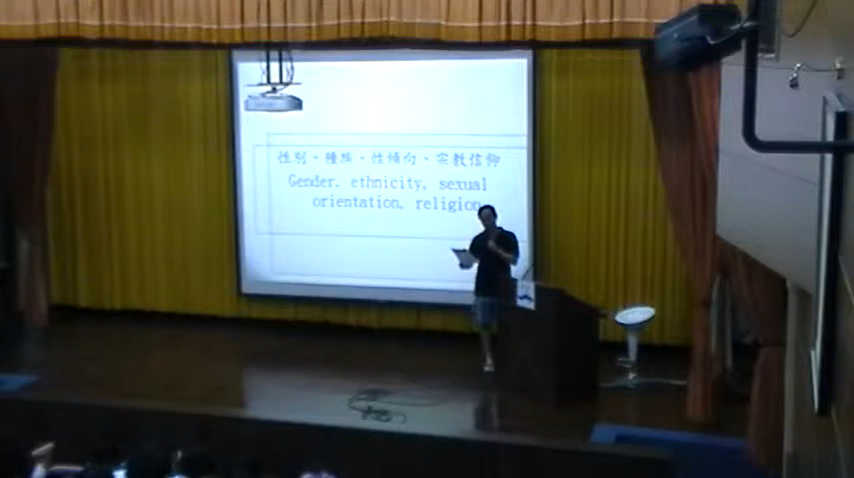 性別、種族、性傾向、宗教信仰
Gender, ethnicity, sexual
orientation, religion